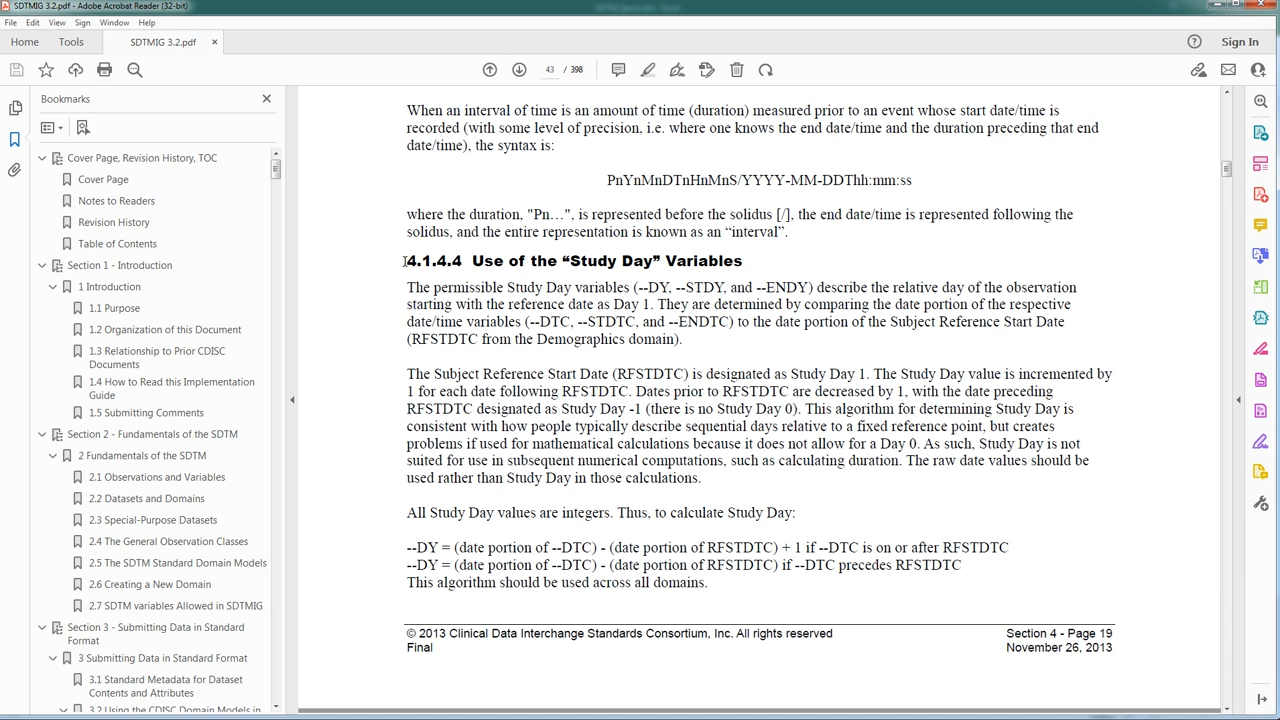 SDTMIG 3.2.pdf - Adobe Acrobat Reader (32-bit)
File Edit View Sign Window Help
Home Tools SDTMIG 3.2.pdf × Sign In
43 / 398
Bookmarks
Cover Page, Revision History, TOC
Cover Page
Notes to Readers
Revision History
Table of Contents
Section 1 - Introduction
1 Introduction
1.1 Purpose
1.2 Organization of this Document
1.3 Relationship to Prior CDISC
Documents
1.4 How to Read this Implementation
Guide
1.5 Submitting Comments
Section 2 - Fundamentals of the SDTM
2 Fundamentals of the SDTM
2.1 Observations and Variables
2.2 Datasets and Domains
2.3 Special-Purpose Datasets
2.4 The General Observation Classes
2.5 The SDTM Standard Domain Models
2.6 Creating a New Domain
2.7 SDTM variables Allowed in SDTMIG
Section 3 - Submitting Data in Standard
Format
3 Submitting Data in Standard Format
3.1 Standard Metadata for Dataset
Contents and Attributes
3.2 Using the CDISC Domain Models in
When an interval of time is an amount of time (duration) measured prior to an event whose start date/time is
recorded (with some level of precision, i.e. where one knows the end date/time and the duration preceding that end
date/time), the syntax is:
PnYnMnDTnHnMnS/YYYY-MM-DDThh:mm:ss
where the duration, "Pn…", is represented before the solidus [/], the end date/time is represented following the
solidus, and the entire representation is known as an “interval”.
4.1.4.4 Use of the “Study Day” Variables
The permissible Study Day variables (--DY, --STDY, and --ENDY) describe the relative day of the observation
starting with the reference date as Day 1. They are determined by comparing the date portion of the respective
date/time variables (--DTC, --STDTC, and --ENDTC) to the date portion of the Subject Reference Start Date
(RFSTDTC from the Demographics domain).
The Subject Reference Start Date (RFSTDTC) is designated as Study Day 1. The Study Day value is incremented by
1 for each date following RFSTDTC. Dates prior to RFSTDTC are decreased by 1, with the date preceding
RFSTDTC designated as Study Day -1 (there is no Study Day 0). This algorithm for determining Study Day is
consistent with how people typically describe sequential days relative to a fixed reference point, but creates
problems if used for mathematical calculations because it does not allow for a Day 0. As such, Study Day is not
suited for use in subsequent numerical computations, such as calculating duration. The raw date values should be
used rather than Study Day in those calculations.
All Study Day values are integers. Thus, to calculate Study Day:
--DY = (date portion of --DTC) - (date portion of RFSTDTC) + 1 if --DTC is on or after RFSTDTC
--DY = (date portion of --DTC) - (date portion of RFSTDTC) if --DTC precedes RFSTDTC
This algorithm should be used across all domains.
© 2013 Clinical Data Interchange Standards Consortium, Inc. All rights reserved Section 4 - Page 19
Final November 26, 2013